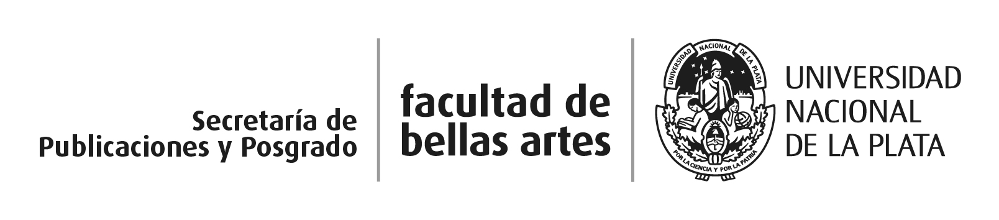 Secretaría de
Publicaciones y Posgrado
facultad de
bellas artes
UNIVERSIDAD NACIONAL DE LA PLATA
POR LA CIENCIA Y POR LA PATRIA
UNIVERSIDAD
NACIONAL
DE LA PLATA